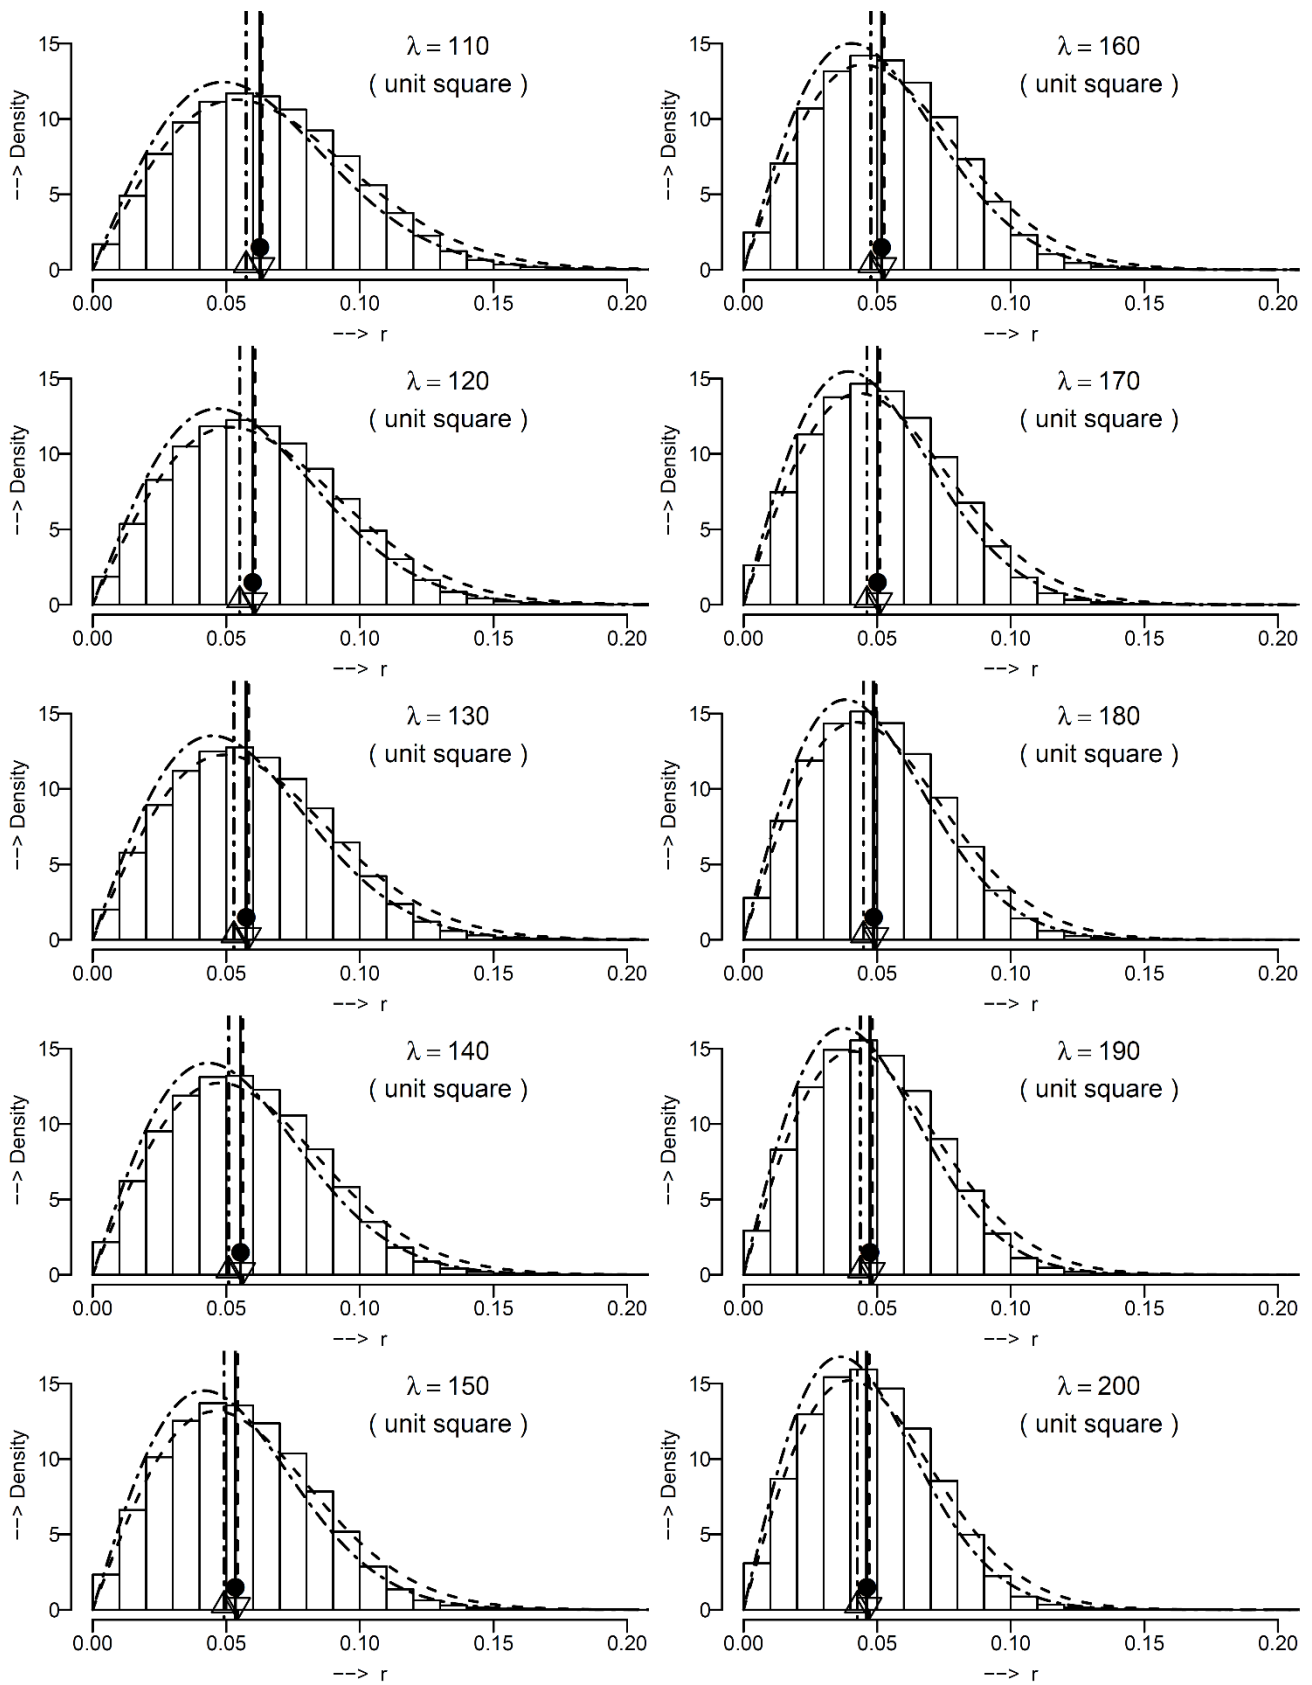 λ = 110
( unit square )
---> Density
15
10
5
0
0.00 0.05 0.10 0.15 0.20
---> r
λ = 160
( unit square )
---> Density
15
10
5
0
0.00 0.05 0.10 0.15 0.20
---> r
λ = 120
( unit square )
---> Density
15
10
5
0
0.00 0.05 0.10 0.15 0.20
---> r
λ = 170
( unit square )
---> Density
15
10
5
0
0.00 0.05 0.10 0.15 0.20
---> r
λ = 130
( unit square )
---> Density
15
10
5
0
0.00 0.05 0.10 0.15 0.20
---> r
λ = 180
( unit square )
---> Density
15
10
5
0
0.00 0.05 0.10 0.15 0.20
---> r
λ = 140
( unit square )
---> Density
15
10
5
0
0.00 0.05 0.10 0.15 0.20
---> r
λ = 190
( unit square )
---> Density
15
10
5
0
0.00 0.05 0.10 0.15 0.20
---> r
λ = 150
( unit square )
---> Density
15
10
5
0
0.00 0.05 0.10 0.15 0.20
---> r
λ = 200
( unit square )
---> Density
15
10
5
0
0.00 0.05 0.10 0.15 0.20
---> r